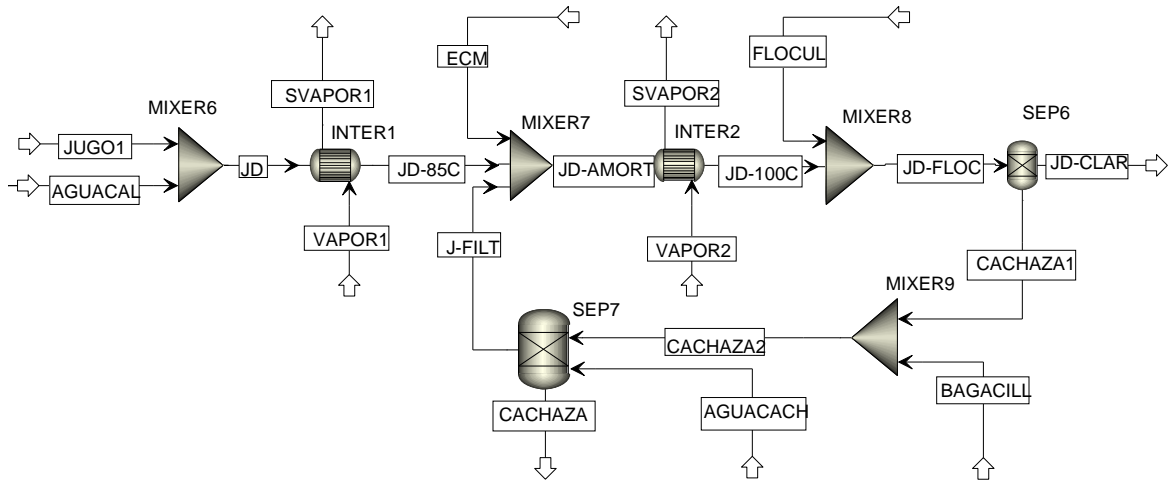 ECM
FLOCUL
SVAPOR1
SVAPOR2
MIXER6
INTER1
MIXER7
INTER2
MIXER8
SEP6
JUGO1
JD
JD-85C
JD-AMORT
JD-100C
JD-FLOC
JD-CLAR
AGUACAL
VAPOR1
J-FILT
VAPOR2
CACHAZA1
MIXER9
SEP7
CACHAZA2
BAGACILL
CACHAZA
AGUACACH